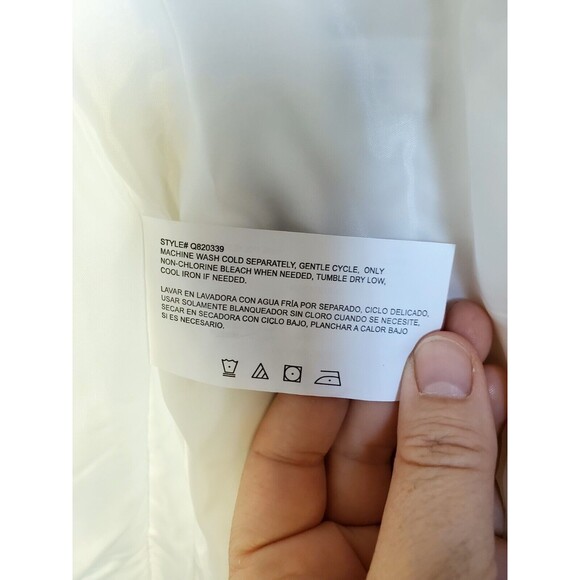 STYLE# Q820339
MACHINE WASH COLD SEPARATELY, GENTLE CYCLE, ONLY
NON-CHLORINE BLEACH WHEN NEEDED, TUMBLE DRY LOW,
COOL IRON IF NEEDED.
LAVAR EN LAVADORA CON AGUA FRÍA POR SEPARADO, CICLO DELICADO,
USAR SOLAMENTE BLANQUEADOR SIN CLORO CUANDO SE NECESITE,
SECAR EN SECADORA CON CICLO BAJO, PLANCHAR A CALOR BAJO
SI ES NECESARIO.